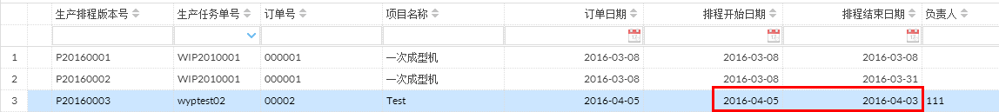 生产排程版本号 生产任务单号 订单号 项目名称 订单日期 排程开始日期 排程结束日期 负责人
1 P20160001 WIP2010001 000001 一次成型机 2016-03-08 2016-03-08 2016-03-08
2 P20160002 WIP2010001 000001 一次成型机 2016-03-08 2016-03-08 2016-03-31
3 P20160003 wyptest02 00002 Test 2016-04-05 2016-04-05 2016-04-03 111